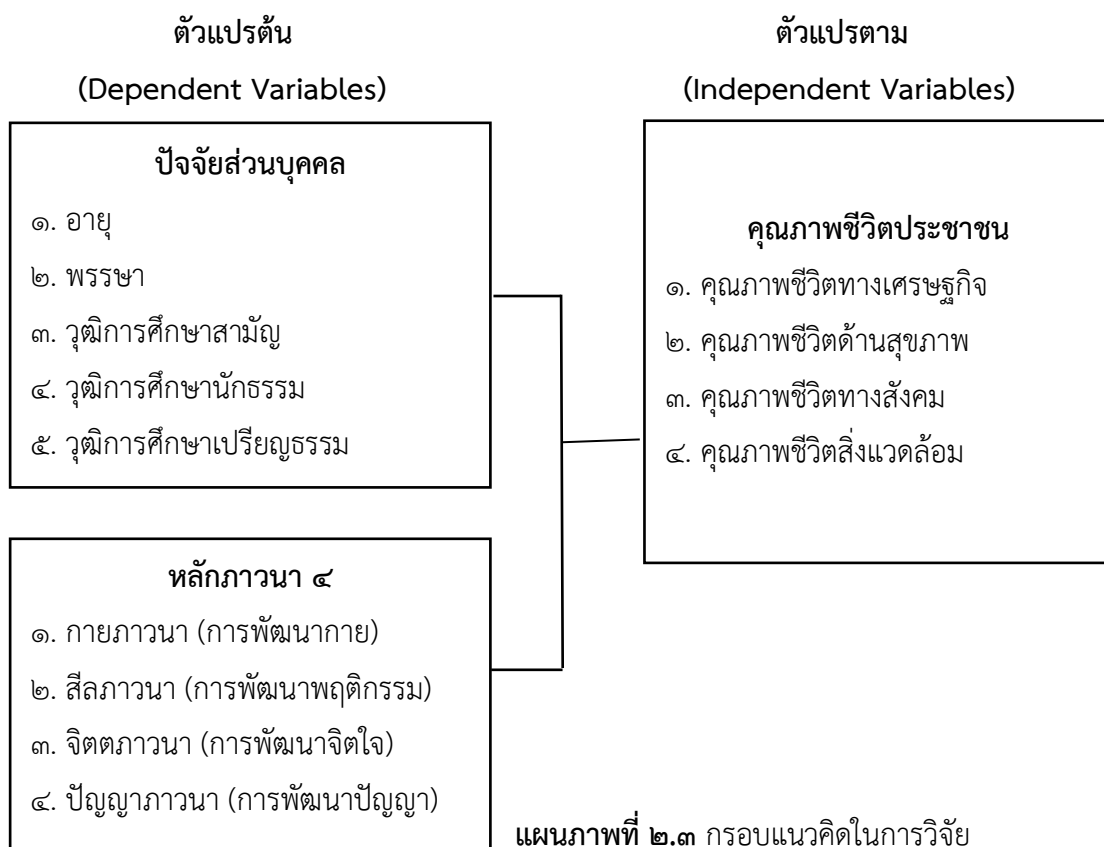 ตัวแปรต้น
(Dependent Variables)
ปัจจัยส่วนบุคคล
๑. อายุ
๒. พรรษา
๓. วุฒิการศึกษาสามัญ
๔. วุฒิการศึกษานักธรรม
๕. วุฒิการศึกษาเปรียญธรรม
หลักภาวนา ๔
๑. กายภาวนา (การพัฒนากาย)
๒. สีลภาวนา (การพัฒนาพฤติกรรม)
๓. จิตตภาวนา (การพัฒนาจิตใจ)
๔. ปัญญาภาวนา (การพัฒนาปัญญา)
ตัวแปรตาม
(Independent Variables)
คุณภาพชีวิตประชาชน
๑. คุณภาพชีวิตทางเศรษฐกิจ
๒. คุณภาพชีวิตด้านสุขภาพ
๓. คุณภาพชีวิตทางสังคม
๔. คุณภาพชีวิตสิ่งแวดล้อม
แผนภาพที่ ๒.๓ กรอบแนวคิดในการวิจัย